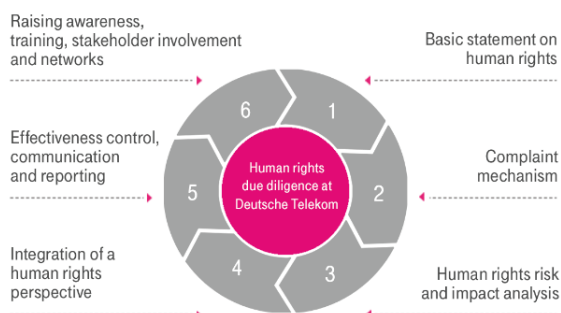 Raising awareness,
training, stakeholder involvement
and networks
Basic statement on
human rights
6
1
Effectiveness control,
communication
and reporting
Human rights
due diligence at
Deutsche Telekom
Complaint
mechanism
5
2
Integration of a
human rights
perspective
4
3
Human rights risk
and impact analysis